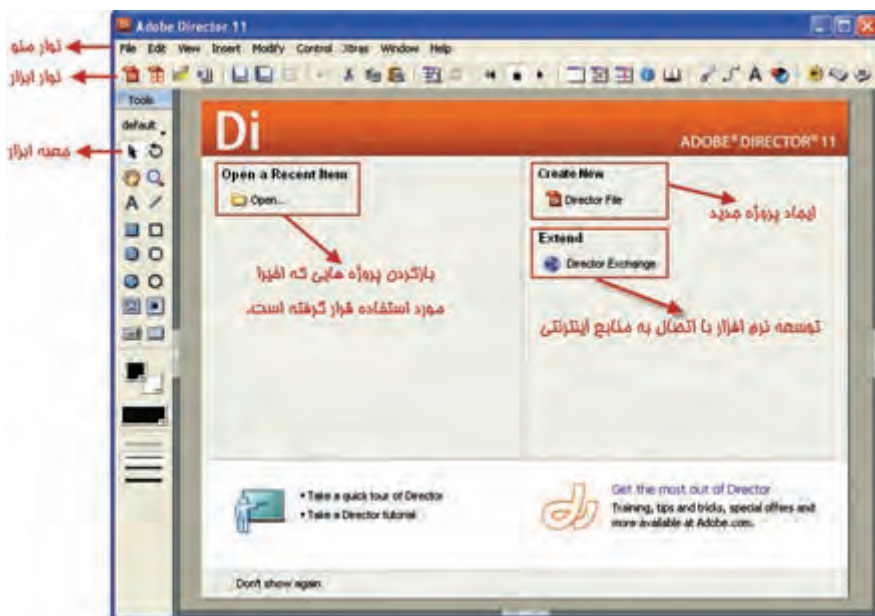 Adobe Director 11
توار منو
File Edit View Insert Modify Control Xtras Window Help
توار ابزار
Tools
default
جعبه ابزار
Di
ADOBE® DIRECTOR® 11
Open a Recent Item
Open...
بازکردن پروژه هایی که اخیرا
مورد استفاده قرار گرفته است.
Create New
Director File
ایجاد پروژه جدید
Extend
Director Exchange
توسعه نرم افزار با اتصال به منابع اینترنتی
• Take a quick tour of Director
• Take a Director tutorial
Get the most out of Director
Training, tips and tricks, special offers and
more available at Adobe.com.
Don't show again